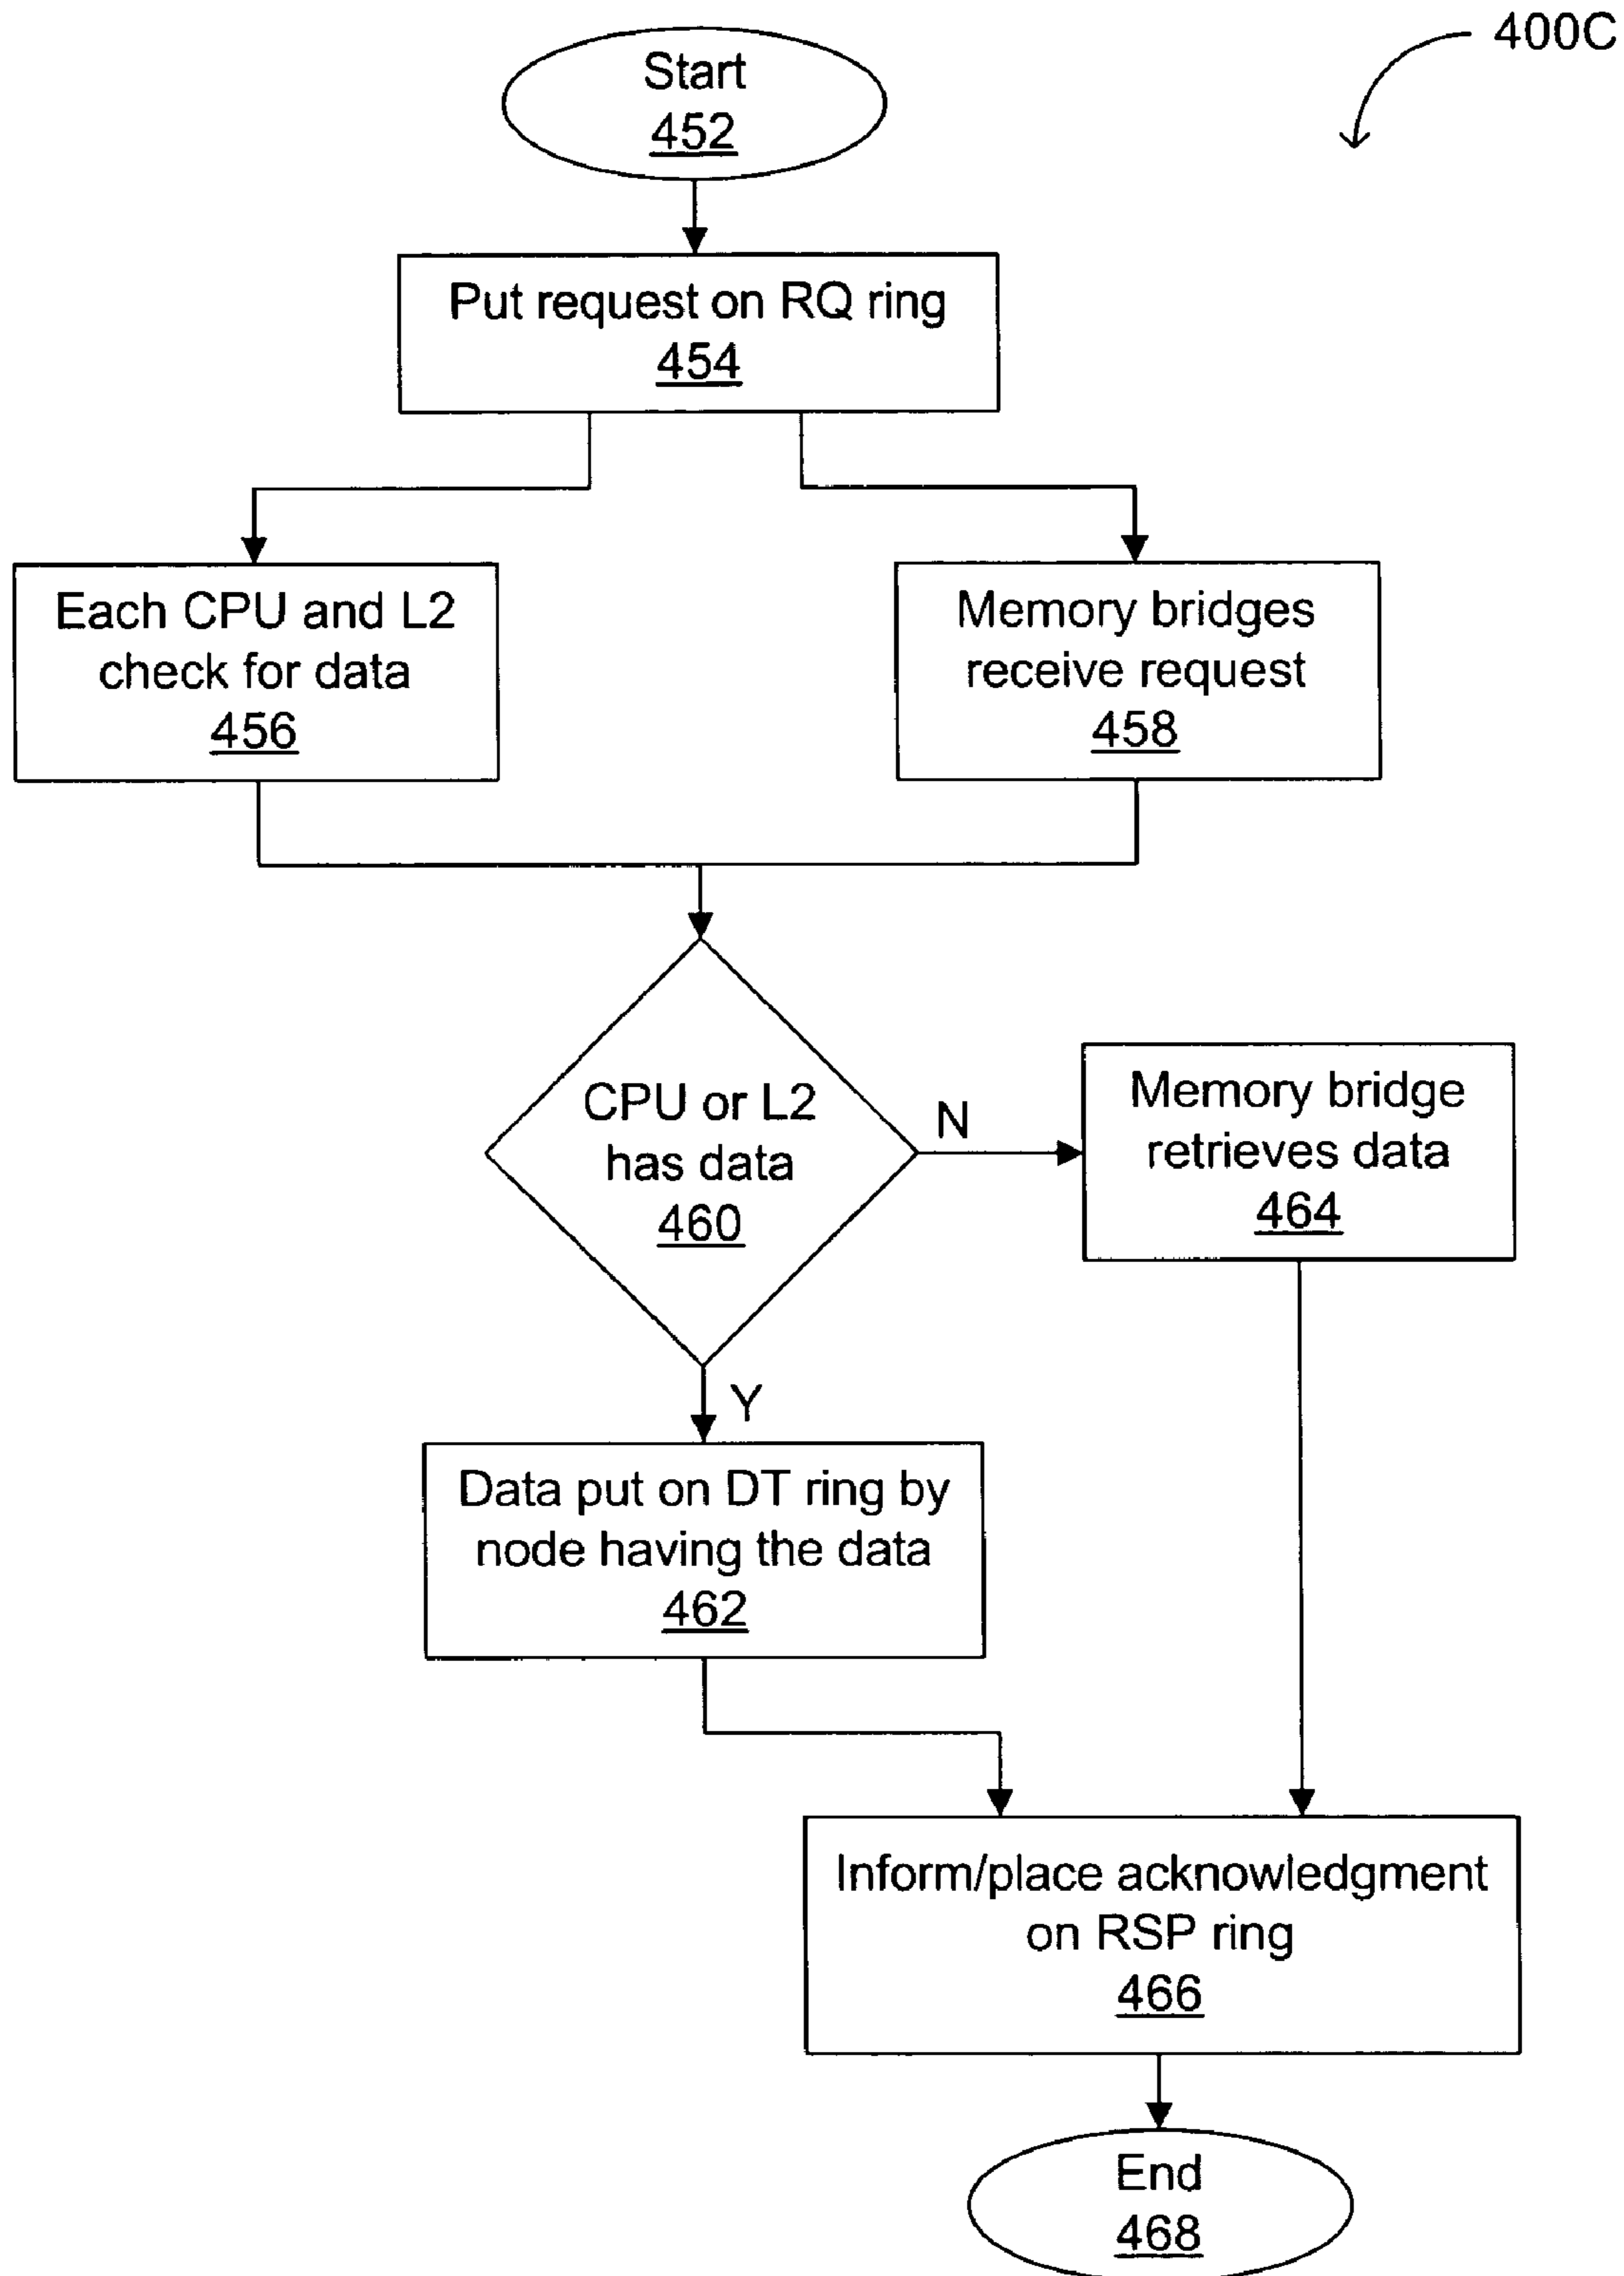 400C
Start
452
Put request on RQ ring
454
Each CPU and L2
check for data
456
Memory bridges
receive request
458
CPU or L2
has data
460
N
Memory bridge
retrieves data
464
Y
Data put on DT ring by
node having the data
462
Inform/place acknowledgment
on RSP ring
466
End
468